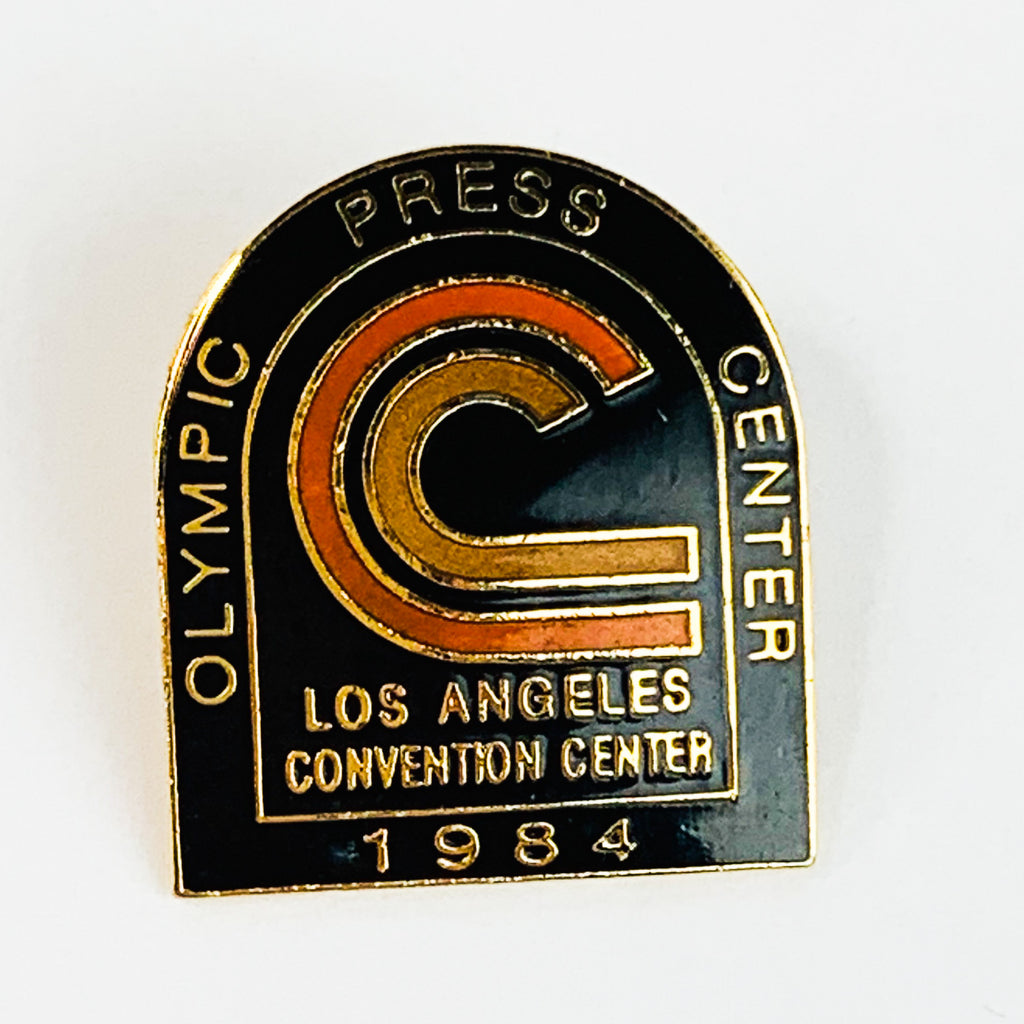 OLYMPIC PRESS CENTER
LOS ANGELES
CONVENTION CENTER
1984